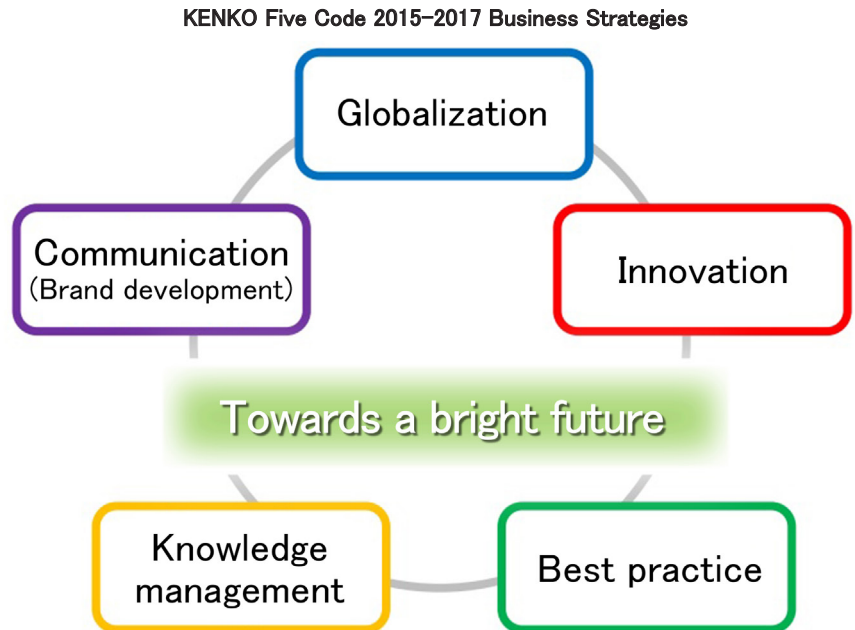 KENKO Five Code 2015-2017 Business Strategies
Globalization
Communication
(Brand development)
Innovation
Towards a bright future
Knowledge
management
Best practice